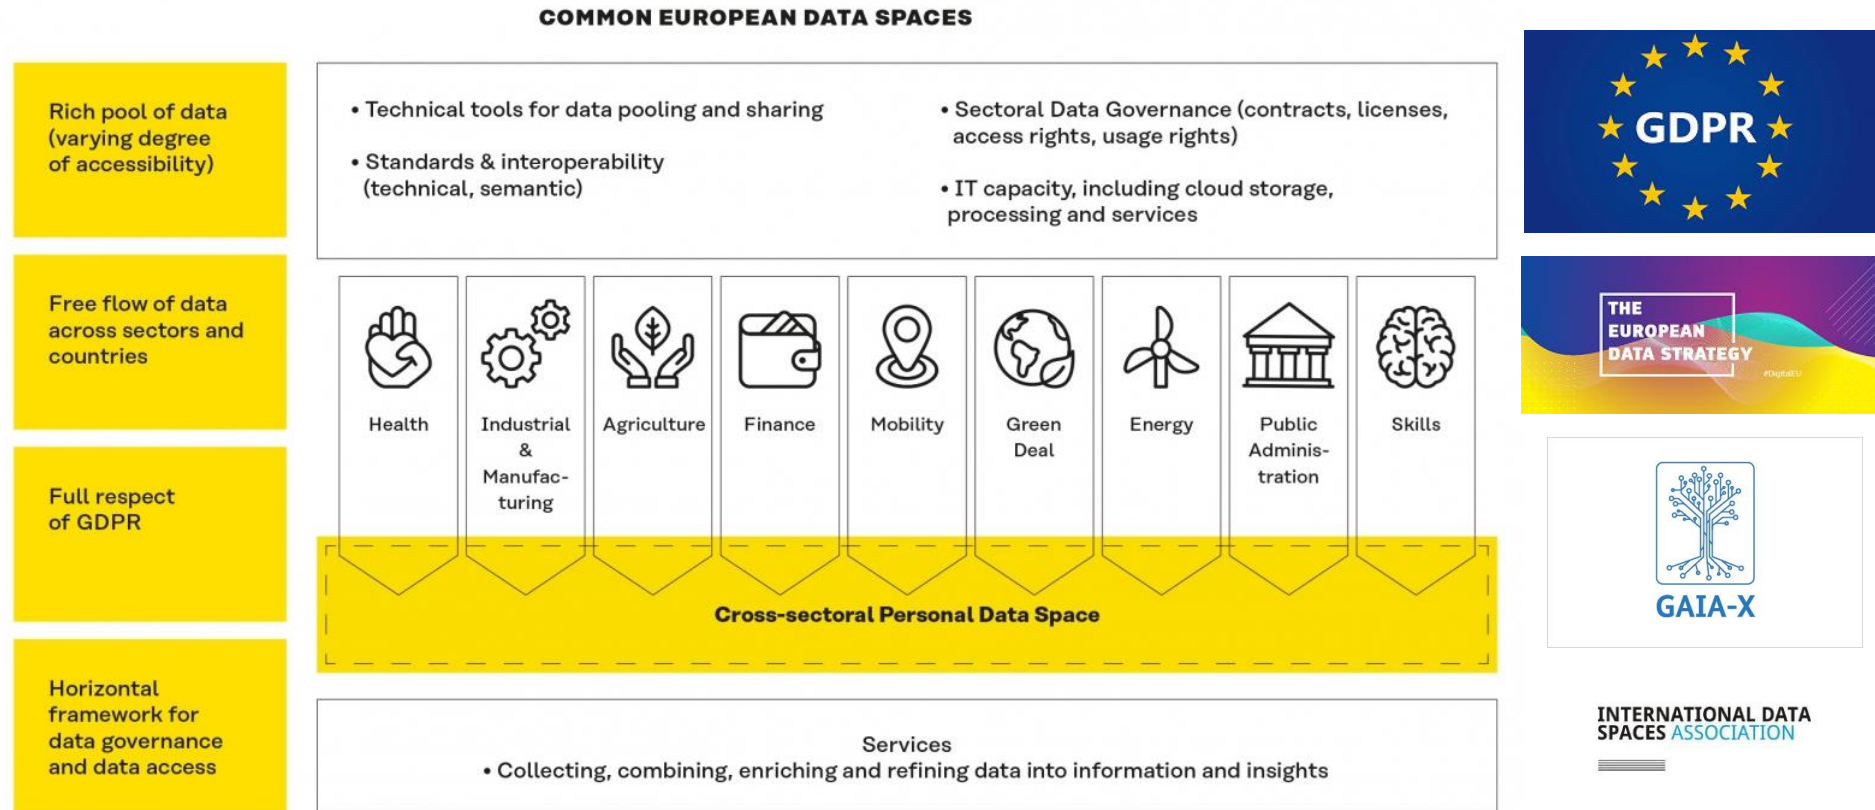 COMMON EUROPEAN DATA SPACES
Rich pool of data
(varying degree
of accessibility)
Free flow of data
across sectors and
countries
Full respect
of GDPR
Horizontal
framework for
data governance
and data access
• Technical tools for data pooling and sharing
• Standards & interoperability
(technical, semantic)
• Sectoral Data Governance (contracts, licenses,
access rights, usage rights)
• IT capacity, including cloud storage,
processing and services
Health
Industrial
&
Manufac-
turing
Agriculture
Finance
Mobility
Green
Deal
Energy
Public
Adminis-
tration
Skills
Cross-sectoral Personal Data Space
Services
• Collecting, combining, enriching and refining data into information and insights
GDPR
THE
EUROPEAN
DATA STRATEGY
#DigitalEU
GAIA-X
INTERNATIONAL DATA
SPACES ASSOCIATION